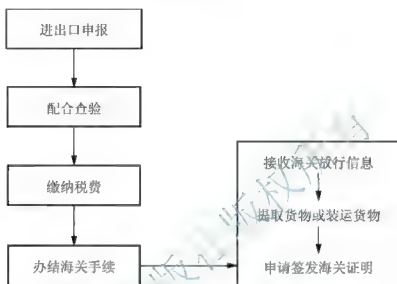 进出口申报
配合查验
缴纳税费
办结海关手续
接收海关放行信息
提取货物或装运货物
申请签发海关证明